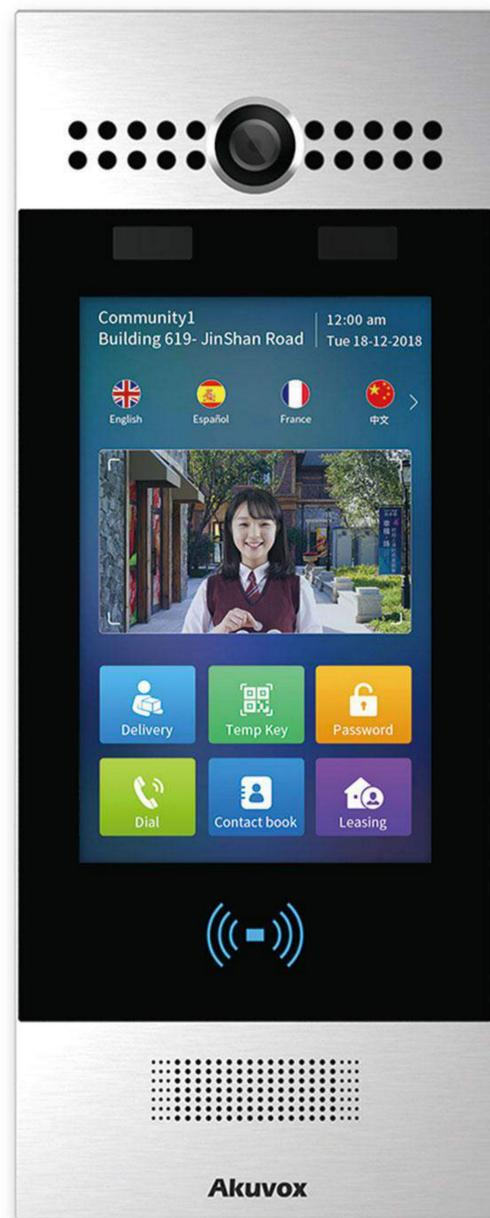 Community1
Building 619- JinShan Road
12:00 am
Tue 18-12-2018
English
Español
France
中文
Delivery
Temp Key
Password
Dial
Contact book
Leasing
Akuvox